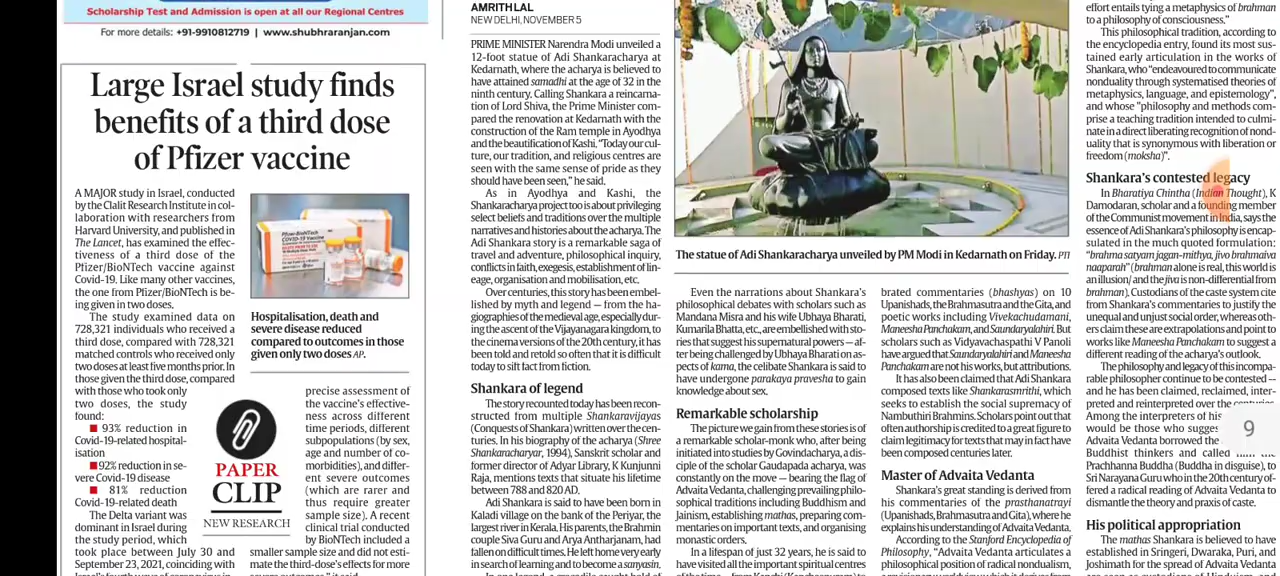 Scholarship Test and Admission is open at all our Regional Centres
For more details: +91-9910812719 | www.shubhraranjan.com
Large Israel study finds
benefits of a third dose
of Pfizer vaccine
A MAJOR study in Israel, conducted
by the Clalit Research Institute in col-
laboration with researchers from
Harvard University, and published in
The Lancet, has examined the effec-
tiveness of a third dose of the
Pfizer/BioNTech vaccine against
Covid-19. Like many other vaccines,
the one from Pfizer/BioNTech is be-
ing given in two doses.
The study examined data on
728,321 individuals who received a
third dose, compared with 728,321
matched controls who received only
two doses at least five months prior. In
those given the third dose, compared
with those who took only
two doses, the study
found:
■ 93% reduction in
Covid-19-related hospital-
isation
■ 92% reduction in se-
vere Covid-19 disease
■ 81% reduction in
Covid-19-related death
The Delta variant was
dominant in Israel during
the study period, which
took place between July 30 and
September 23, 2021, coinciding with
Pfizer-BioNTech
COVID-19 Vaccine
Hospitalisation, death and
severe disease reduced
compared to outcomes in those
given only two doses AP.
PAPER
CLIP
NEW RESEARCH
precise assessment of
the vaccine's effective-
ness across different
time periods, different
subpopulations (by sex,
age and number of co-
morbidities), and differ-
ent severe outcomes
(which are rarer and
thus require greater
sample size). A recent
clinical trial conducted
by BioNTech included a
smaller sample size and did not esti-
mate the third-dose's effects for more
AMRITH LAL
NEW DELHI, NOVEMBER 5
PRIME MINISTER Narendra Modi unveiled a
12-foot statue of Adi Shankaracharya at
Kedarnath, where the acharya is believed to
have attained samadhi at the age of 32 in the
ninth century. Calling Shankara a reincarna-
tion of Lord Shiva, the Prime Minister com-
pared the renovation at Kedarnath with the
construction of the Ram temple in Ayodhya
and the beautification of Kashi, "Today our cul-
ture, our tradition, and religious centres are
seen with the same sense of pride as they
should have been seen," he said.
As in Ayodhya and Kashi, the
Shankaracharya project too is about privileging
select beliefs and traditions over the multiple
narratives and histories about the acharya. The
Adi Shankara story is a remarkable saga of
travel and adventure, philosophical inquiry,
conflicts in faith, exegesis, establishment of lin-
eage, organisation and mobilisation, etc.
Over centuries, this story has been embel-
lished by myth and legend — from the ha-
giographies of the medieval age, especially dur-
ing the ascent of the Vijayanagara kingdom, to
the cinema versions of the 20th century, it has
been told and retold so often that it is difficult
today to sift fact from fiction.
Shankara of legend
The story recounted today has been recon-
structed from multiple Shankaravijayas
(Conquests of Shankara) written over the cen-
turies. In his biography of the acharya (Shree
Shankaracharyar, 1994), Sanskrit scholar and
former director of Adyar Library, K Kunjunni
Raja, mentions texts that situate his lifetime
between 788 and 820 AD.
Adi Shankara is said to have been born in
Kaladi village on the bank of the Periyar, the
largest river in Kerala. His parents, the Brahmin
couple Siva Guru and Arya Antharjanam, had
fallen on difficult times. He left home very early
in search of learning and to become a sanyasin.
The statue of Adi Shankaracharya unveiled by PM Modi in Kedarnath on Friday. PTI
Even the narrations about Shankara's
philosophical debates with scholars such as
Mandana Misra and his wife Ubhaya Bharati,
Kumarila Bhatta, etc., are embellished with sto-
ries that suggest his supernatural powers — af-
ter being challenged by Ubhaya Bharati on as-
pects of kama, the celibate Shankara is said to
have undergone parakaya pravesha to gain
knowledge about sex.
Remarkable scholarship
The picture we gain from these stories is of
a remarkable scholar-monk who, after being
initiated into studies by Govindacharya, a dis-
ciple of the scholar Gaudapada acharya, was
constantly on the move — bearing the flag of
Advaita Vedanta, challenging prevailing philo-
sophical traditions including Buddhism and
Jainism, establishing mathas, preparing com-
mentaries on important texts, and organising
monastic orders.
In a lifespan of just 32 years, he is said to
have visited all the important spiritual centres
brated commentaries (bhashyas) on 10
Upanishads, the Brahmasutra and the Gita, and
poetic works including Vivekachudamani,
Maneesha Panchakam, and Saundaryalahiri. But
scholars such as Vidyavachaspathi V Panoli
have argued that Saundaryalahiri and Maneesha
Panchakam are not his works, but attributions.
It has also been claimed that Adi Shankara
composed texts like Shankarasmrithi, which
seeks to establish the social supremacy of
Nambuthiri Brahmins. Scholars point out that
often authorship is credited to a great figure to
claim legitimacy for texts that may in fact have
been composed centuries later.
Master of Advaita Vedanta
Shankara's great standing is derived from
his commentaries of the prasthanatrayi
(Upanishads, Brahmasutra and Gita), where he
explains his understanding of Advaita Vedanta.
According to the Stanford Encyclopedia of
Philosophy, "Advaita Vedanta articulates a
philosophical position of radical nondualism,
effort entails tying a metaphysics of brahman
to a philosophy of consciousness."
This philosophical tradition, according to
the encyclopedia entry, found its most sus-
tained early articulation in the works of
Shankara, who "endeavoured to communicate
nonduality through systematised theories of
metaphysics, language, and epistemology",
and whose "philosophy and methods com-
prise a teaching tradition intended to culmi-
nate in a direct liberating recognition of nond-
uality that is synonymous with liberation or
freedom (moksha)".
Shankara's contested legacy
In Bharatiya Chintha (Indian Thought), K
Damodaran, scholar and a founding member
of the Communist movement in India, says the
essence of Adi Shankara's philosophy is encap-
sulated in the much quoted formulation:
"brahma satyam jagan-mithya, jivo brahmaiva
naaparah" (brahman alone is real, this world is
an illusion/ and the jiva is non-different from
brahman). Custodians of the caste system cite
from Shankara's commentaries to justify the
unequal and unjust social order, whereas oth-
ers claim these are extrapolations and point to
works like Maneesha Panchakam to suggest a
different reading of the acharya's outlook.
The philosophy and legacy of this incompa-
rable philosopher continue to be contested —
and he has been claimed, reclaimed, inter-
preted and reinterpreted over the centuries.
Among the interpreters of his
would be those who sugges
Advaita Vedanta borrowed the
Buddhist thinkers and called
Prachhanna Buddha (Buddha in disguise), to
Sri Narayana Guru who in the 20th century of-
fered a radical reading of Advaita Vedanta to
dismantle the theory and praxis of caste.
His political appropriation
The mathas Shankara is believed to have
established in Sringeri, Dwaraka, Puri, and
Joshimath for the spread of Advaita Vedanta
9